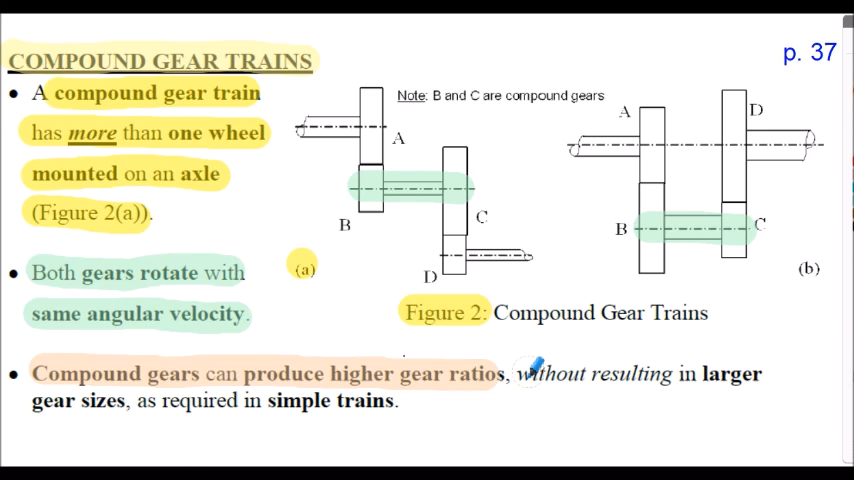 p. 37
COMPOUND GEAR TRAINS
• A compound gear train
has more than one wheel
mounted on an axle
(Figure 2(a)).
• Both gears rotate with
same angular velocity.
Note: B and C are compound gears
A
B
C
D
(a)
A
D
B
C
(b)
Figure 2: Compound Gear Trains
• Compound gears can produce higher gear ratios, without resulting in larger
gear sizes, as required in simple trains.